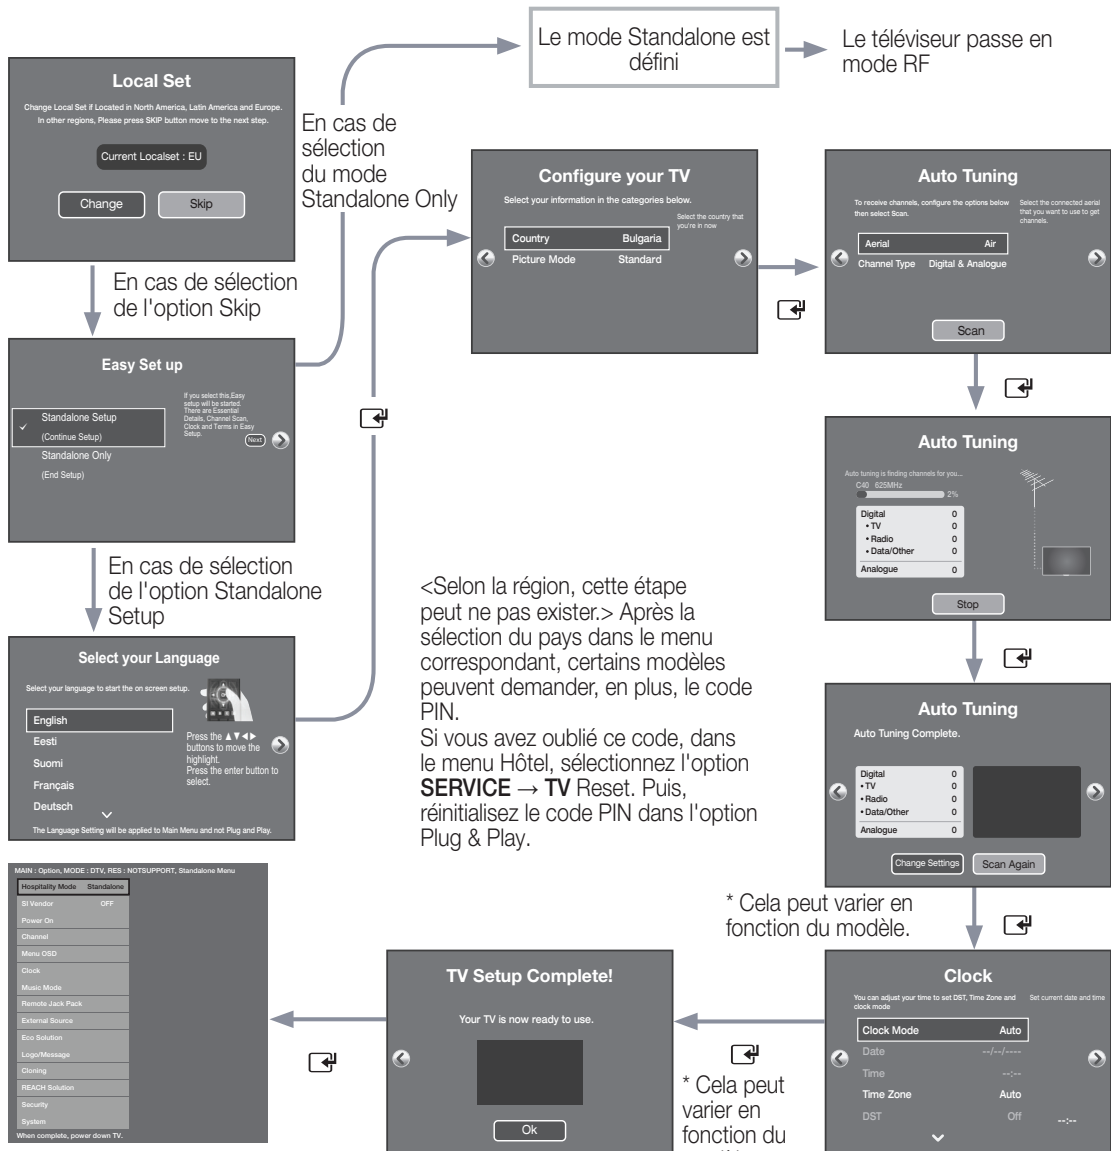 Le mode Standalone est
défini
Le téléviseur passe en
mode RF
Local Set
Change Local Set if Located in North America, Latin America and Europe.
In other regions, Please press SKIP button move to the next step.
Current Localset : EU
Change
Skip
En cas de
sélection
du mode
Standalone Only
En cas de sélection
de l'option Skip
Easy Set up
Standalone Setup
(Continue Setup)
Standalone Only
(End Setup)
If you select this,Easy
setup will be started.
There are Essential
Details, Channel Scan,
Clock and Terms in Easy
Setup.
Next
En cas de sélection
de l'option Standalone
Setup
Select your Language
Select your language to start the on screen setup.
English
Eesti
Suomi
Français
Deutsch
Press the ▲▼◄►
buttons to move the
highlight.
Press the enter button to
select.
The Language Setting will be applied to Main Menu and not Plug and Play.
Configure your TV
Select your information in the categories below.
Country Bulgaria
Picture Mode Standard
Select the country that
you're in now
Auto Tuning
To receive channels, configure the options below
then select Scan.
Aerial Air
Channel Type Digital & Analogue
Select the connected aerial
that you want to use to get
channels.
Scan
Auto Tuning
Auto tuning is finding channels for you...
C40 625MHz
2%
Digital 0
• TV 0
• Radio 0
• Data/Other 0
Analogue 0
Stop
<Selon la région, cette étape
peut ne pas exister.> Après la
sélection du pays dans le menu
correspondant, certains modèles
peuvent demander, en plus, le code
PIN.
Si vous avez oublié ce code, dans
le menu Hôtel, sélectionnez l'option
SERVICE → TV Reset. Puis,
réinitialisez le code PIN dans l'option
Plug & Play.
Auto Tuning
Auto Tuning Complete.
Digital 0
• TV 0
• Radio 0
• Data/Other 0
Analogue 0
Change Settings
Scan Again
* Cela peut varier en
fonction du modèle.
Clock
You can adjust your time to set DST, Time Zone and
clock mode
Set current date and time
Clock Mode Auto
Date --/--/----
Time --:--
Time Zone Auto
DST Off
--:--
* Cela peut
varier en
fonction du
TV Setup Complete!
Your TV is now ready to use.
Ok
MAIN : Option, MODE : DTV, RES : NOTSUPPORT, Standalone Menu
Hospitality Mode Standalone
SI Vendor OFF
Power On
Channel
Menu OSD
Clock
Music Mode
Remote Jack Pack
External Source
Eco Solution
Logo/Message
Cloning
REACH Solution
Security
System
When complete, power down TV.